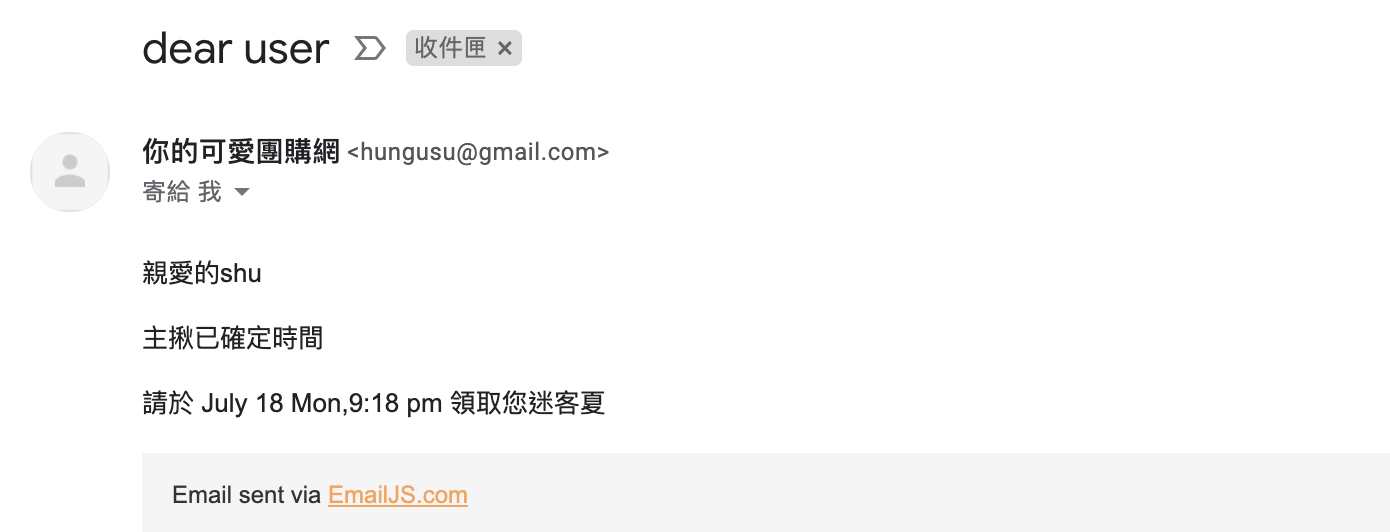 dear user 收件匣 ×
你的可愛團購網 <hungusu@gmail.com>
寄給 我
親愛的shu
主揪已確定時間
請於 July 18 Mon,9:18 pm 領取您迷客夏
Email sent via EmailJS.com